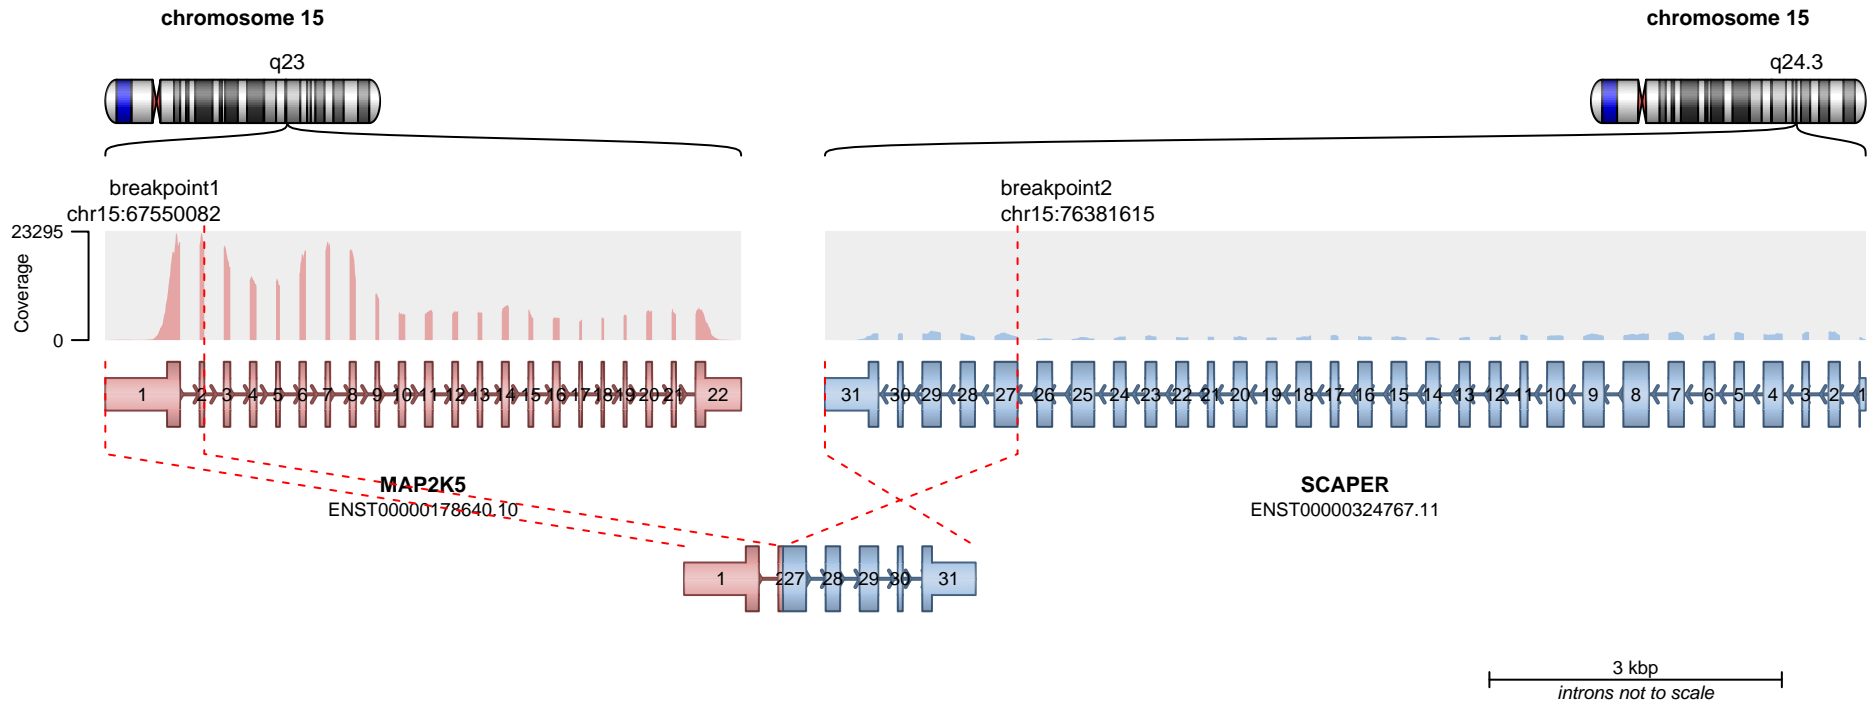 chromosome 15
chromosome 15
q23
q24.3
breakpoint1
chr15:67550082
breakpoint2
chr15:76381615
23295
Coverage
0
1 2 3 4 5 6 7 8 9 10 11 12 13 14 15 16 17 18 19 20 21 22
31 30 29 28 27 26 25 24 23 22 21 20 19 18 17 16 15 14 13 12 11 10 9 8 7 6 5 4 3 2 1
MAP2K5
ENST00000178640.10
SCAPER
ENST00000324767.11
1 2 27 28 29 30 31
3 kbp
introns not to scale